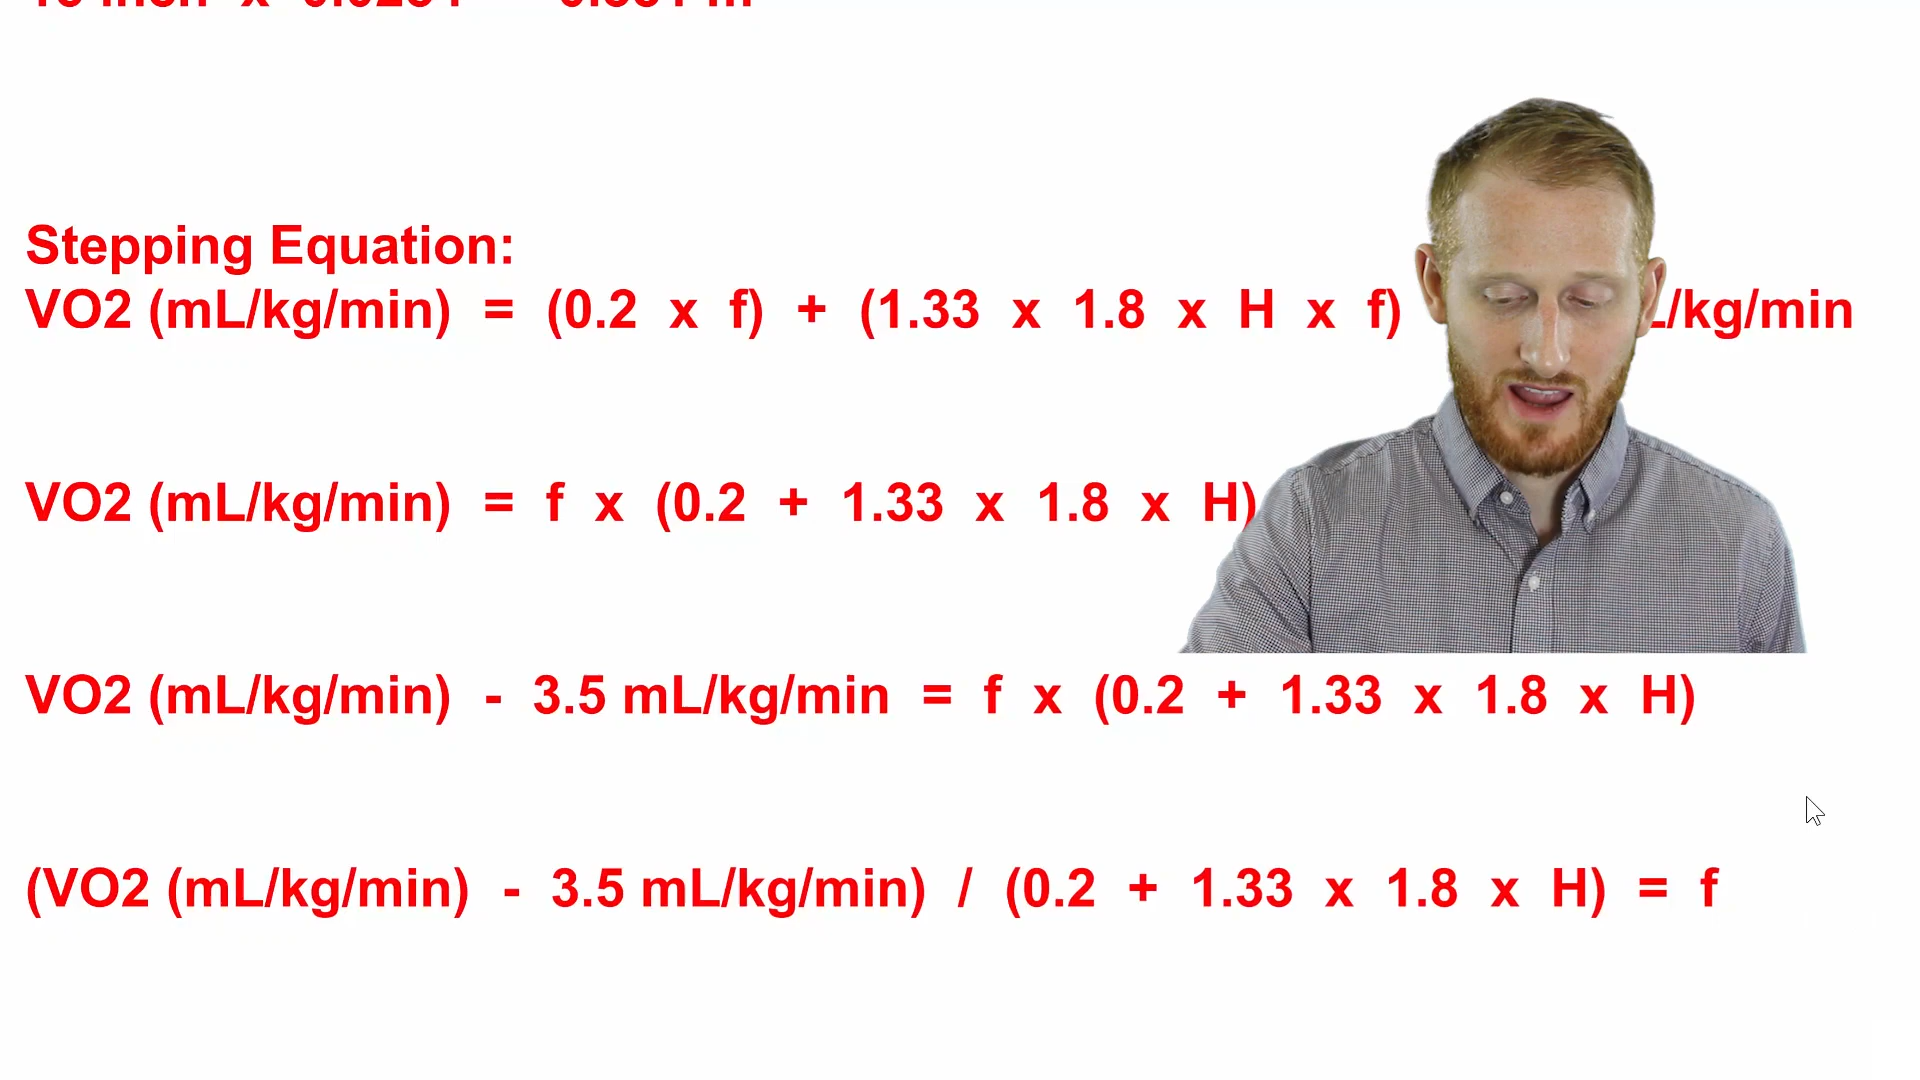 Stepping Equation:
VO2 (mL/kg/min) = (0.2 x f) + (1.33 x 1.8 x H x f) L/kg/min
VO2 (mL/kg/min) = f x (0.2 + 1.33 x 1.8 x H)
VO2 (mL/kg/min) - 3.5 mL/kg/min = f x (0.2 + 1.33 x 1.8 x H)
(VO2 (mL/kg/min) - 3.5 mL/kg/min) / (0.2 + 1.33 x 1.8 x H) = f